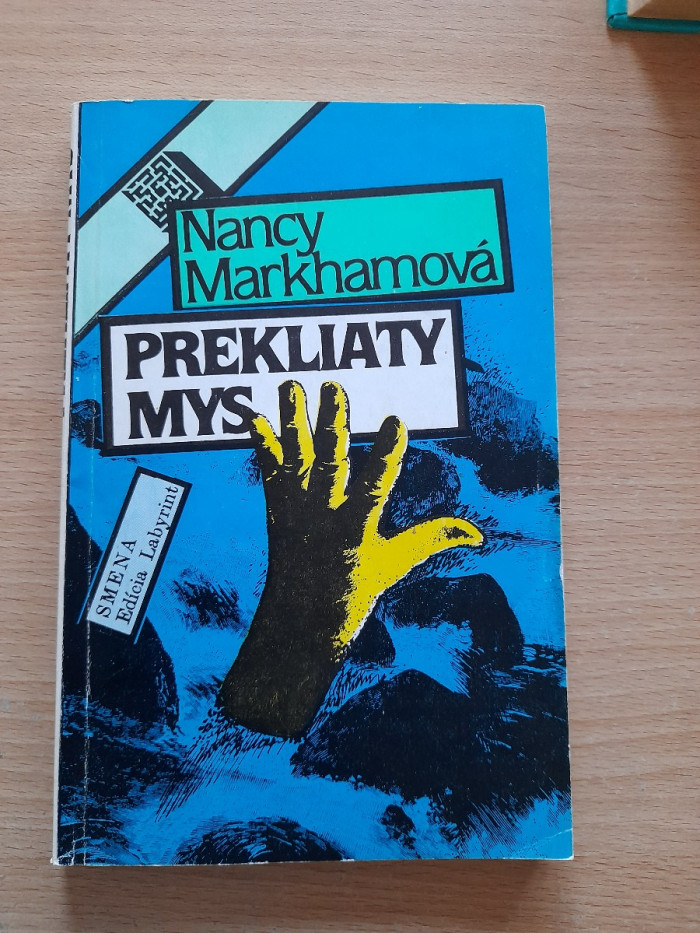 Nancy
Markhamová
PREKLIATY
MYS
SMENA
Edícia Labyrint